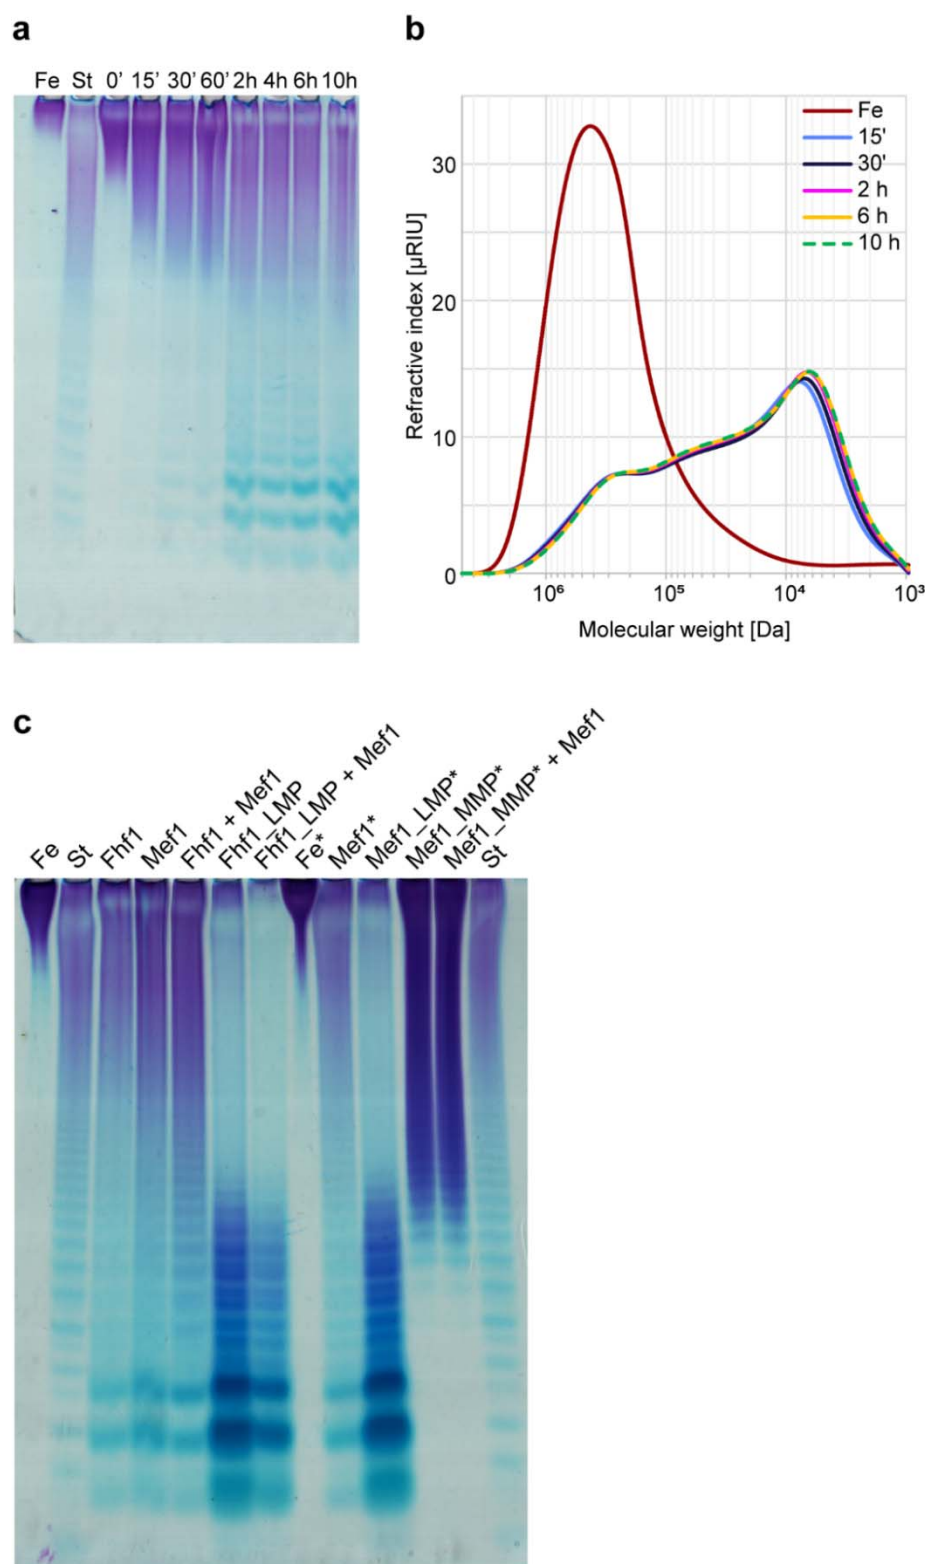 a
Fe St 0’ 15’ 30’ 60’ 2h 4h 6h 10h
b
Refractive index [µRIU]
30
20
10
0
10⁶ 10⁵ 10⁴ 10³
Molecular weight [Da]
Fe
15'
30'
2 h
6 h
10 h
c
Fe
St
Fhf1
Mef1
Fhf1 + Mef1
Fhf1_LMP
Fhf1_LMP + Mef1
Fe*
Mef1*
Mef1_LMP*
Mef1_MMP*
Mef1_MMP* + Mef1
St